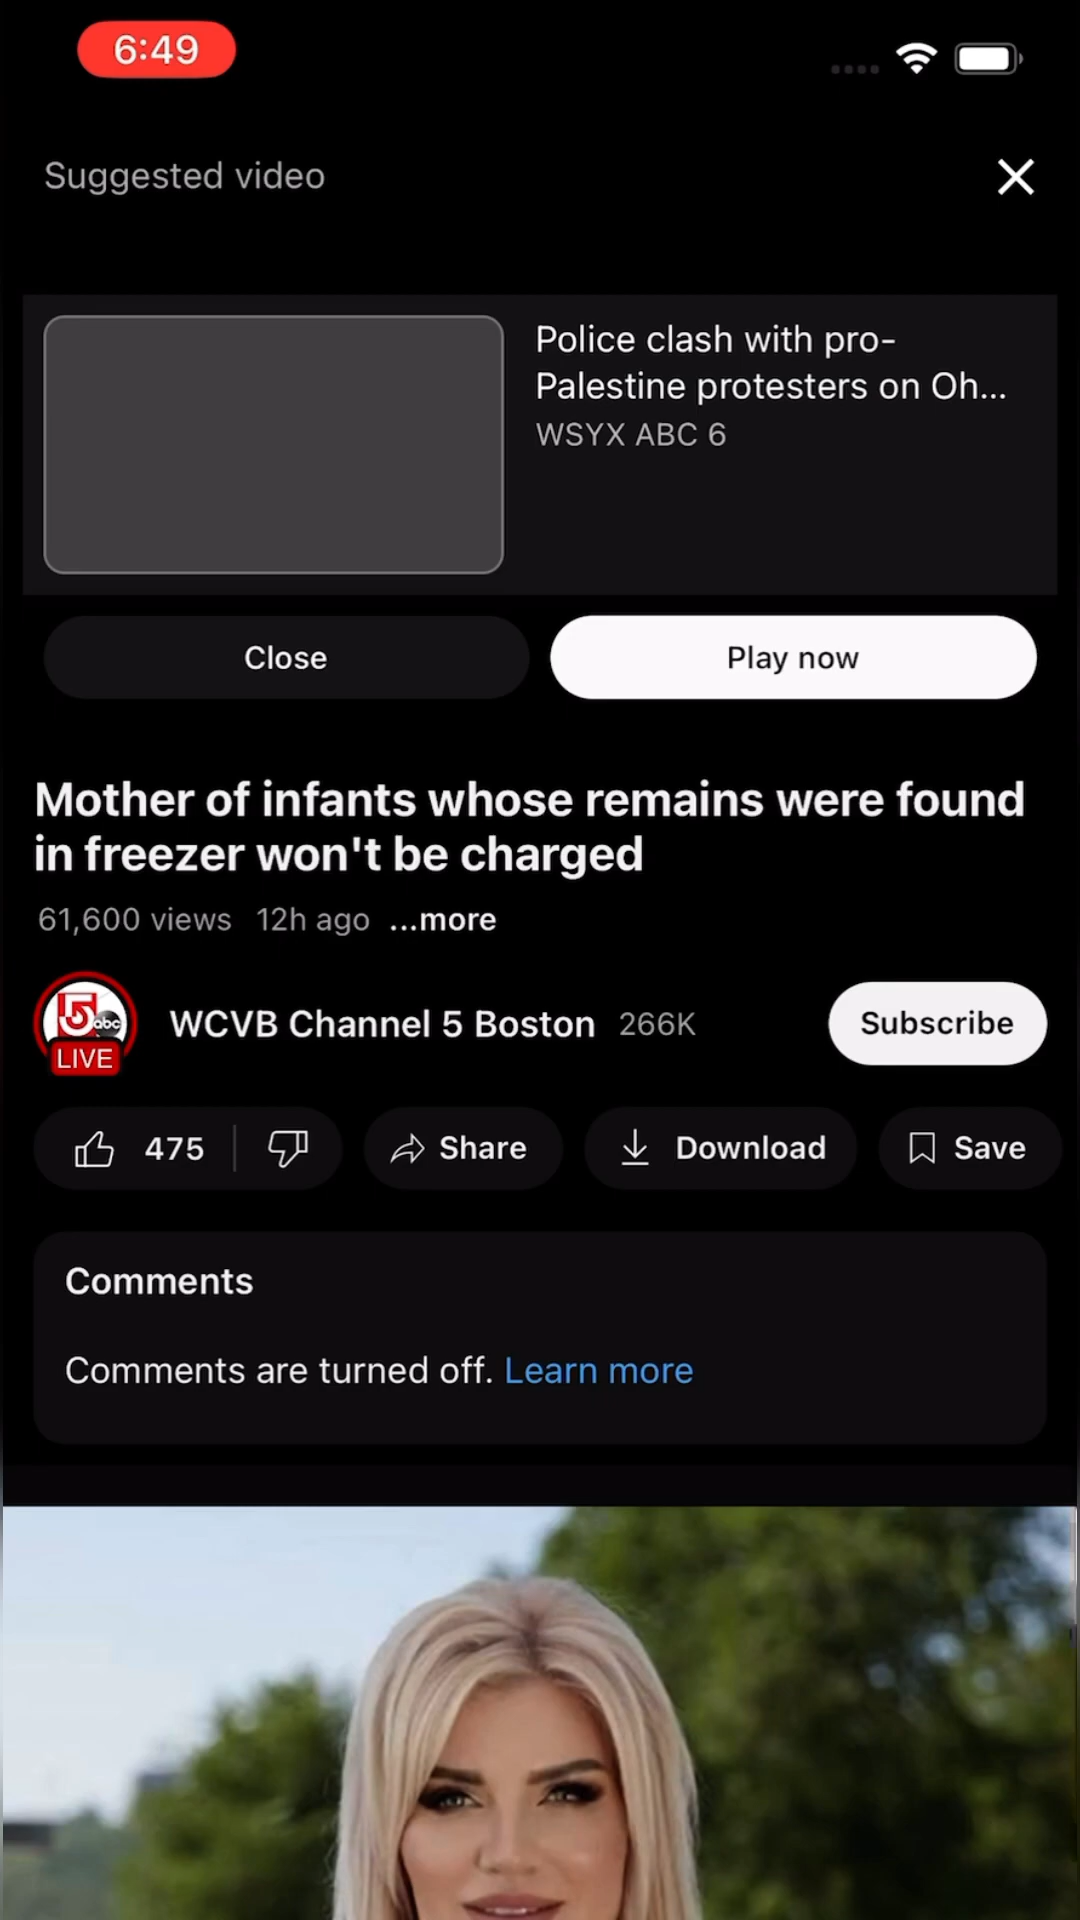 6:49
Suggested video
Police clash with pro-
Palestine protesters on Oh...
WSYX ABC 6
Close
Play now
Mother of infants whose remains were found
in freezer won't be charged
61,600 views 12h ago ...more
5 abc
LIVE
WCVB Channel 5 Boston 266K
Subscribe
475
Share
Download
Save
Comments
Comments are turned off. Learn more